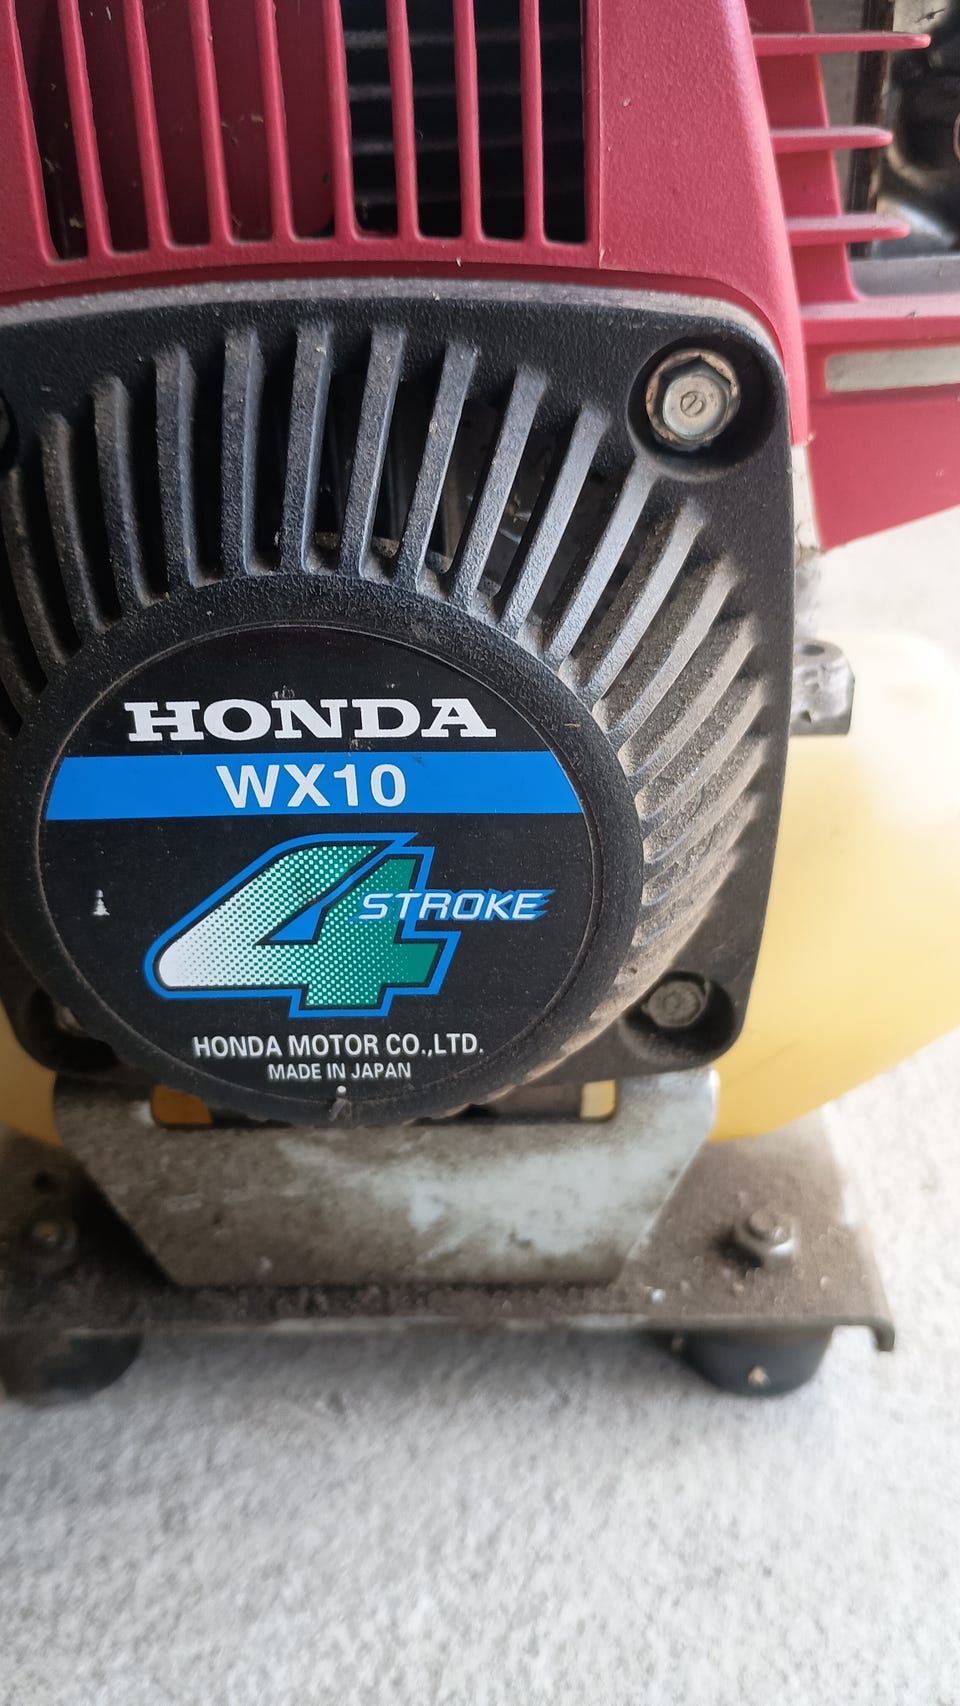 HONDA
WX10
4 STROKE
HONDA MOTOR CO.,LTD.
MADE IN JAPAN